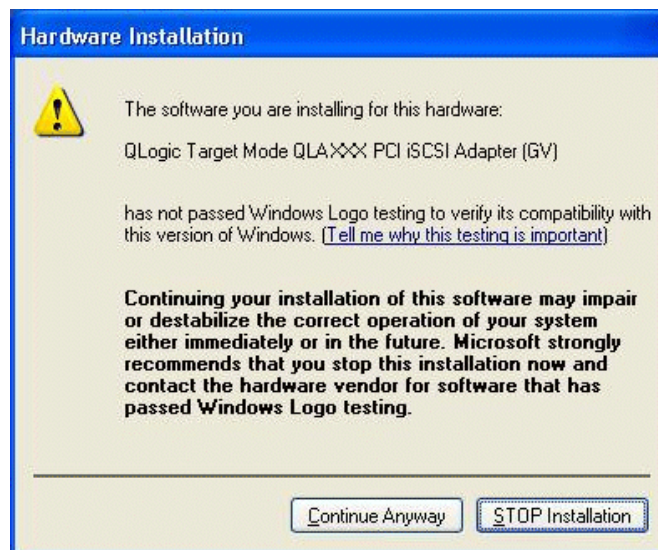 Hardware Installation
The software you are installing for this hardware:
QLogic Target Mode QLAXXX PCI iSCSI Adapter (GV)
has not passed Windows Logo testing to verify its compatibility with
this version of Windows. (Tell me why this testing is important)
Continuing your installation of this software may impair
or destabilize the correct operation of your system
either immediately or in the future. Microsoft strongly
recommends that you stop this installation now and
contact the hardware vendor for software that has
passed Windows Logo testing.
Continue Anyway
STOP Installation